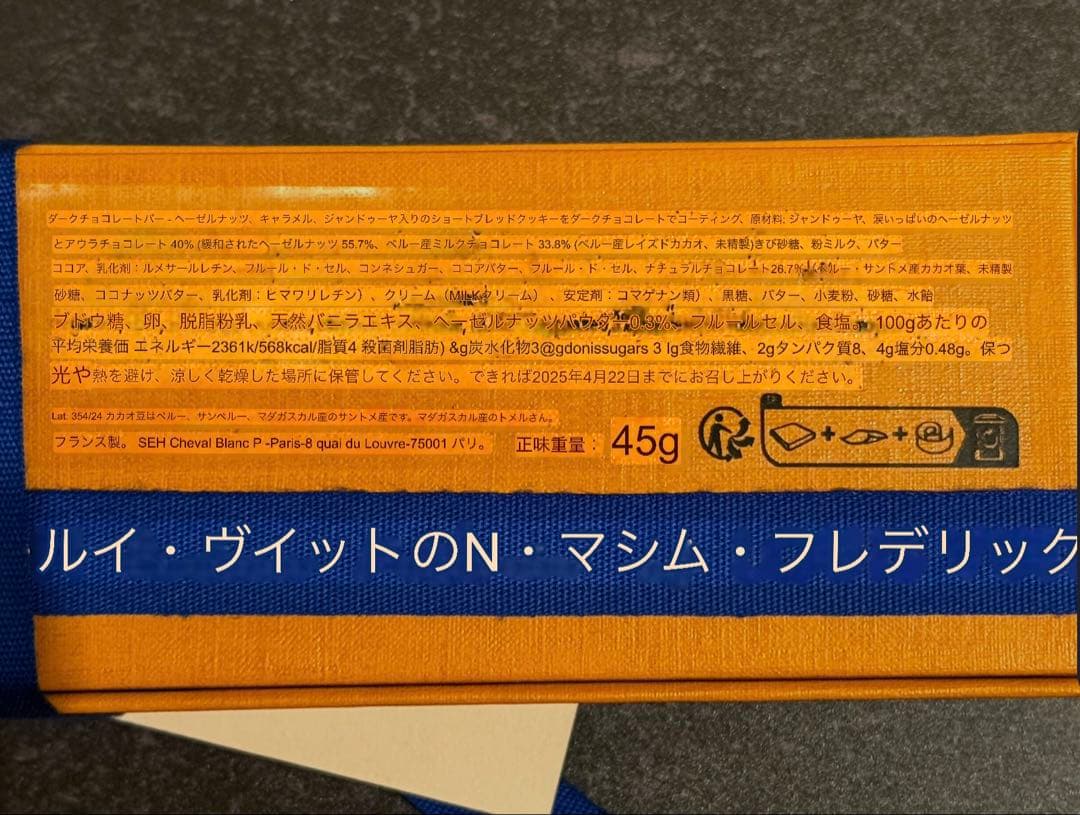 ダークチョコレートバー - ヘーゼルナッツ、キャラメル、ジャンドゥーヤ入りのショートブレッドクッキーをダークチョコレートでコーティング、原材料: ジャンドゥーヤ、涙いっぱいのヘーゼルナッツ
とアウラチョコレート 40% (緩和されたヘーゼルナッツ 55.7%、ペルー産ミルクチョコレート 33.8% (ペルー産レイズドカカオ、未精製)きび砂糖、粉ミルク、バター
ココア、乳化剤：ルメサールレチン、フルール・ド・セル、コンネシュガー、ココアバター、フルール・ド・セル、ナチュラルチョコレート26.7% (ペルー・サントメ産カカオ葉、未精製
砂糖、ココナッツバター、乳化剤：ヒマワリレチン）、クリーム（MILKクリーム）、安定剤：コマゲナン類）、黒糖、バター、小麦粉、砂糖、水飴
ブドウ糖、卵、脱脂粉乳、天然バニラエキス、ヘーゼルナッツパウダー0.3%、フルールセル、食塩。100gあたりの
平均栄養価 エネルギー2361k/568kcal/脂質4 殺菌剤脂肪) &g炭水化物3@gdonissugars 3 lg食物繊維、2gタンパク質8、4g塩分0.48g。保つ
光や熱を避け、涼しく乾燥した場所に保管してください。できれば2025年4月22日までにお召し上がりください。
Lat. 354/24 カカオ豆はペルー、サンペルー、マダガスカル産のサントメ産です。マダガスカル産のトメルさん。
フランス製。 SEH Cheval Blanc P -Paris-8 quai du Louvre-75001 パリ。 正味重量： 45g
ルイ・ヴイットのN・マシム・フレデリック